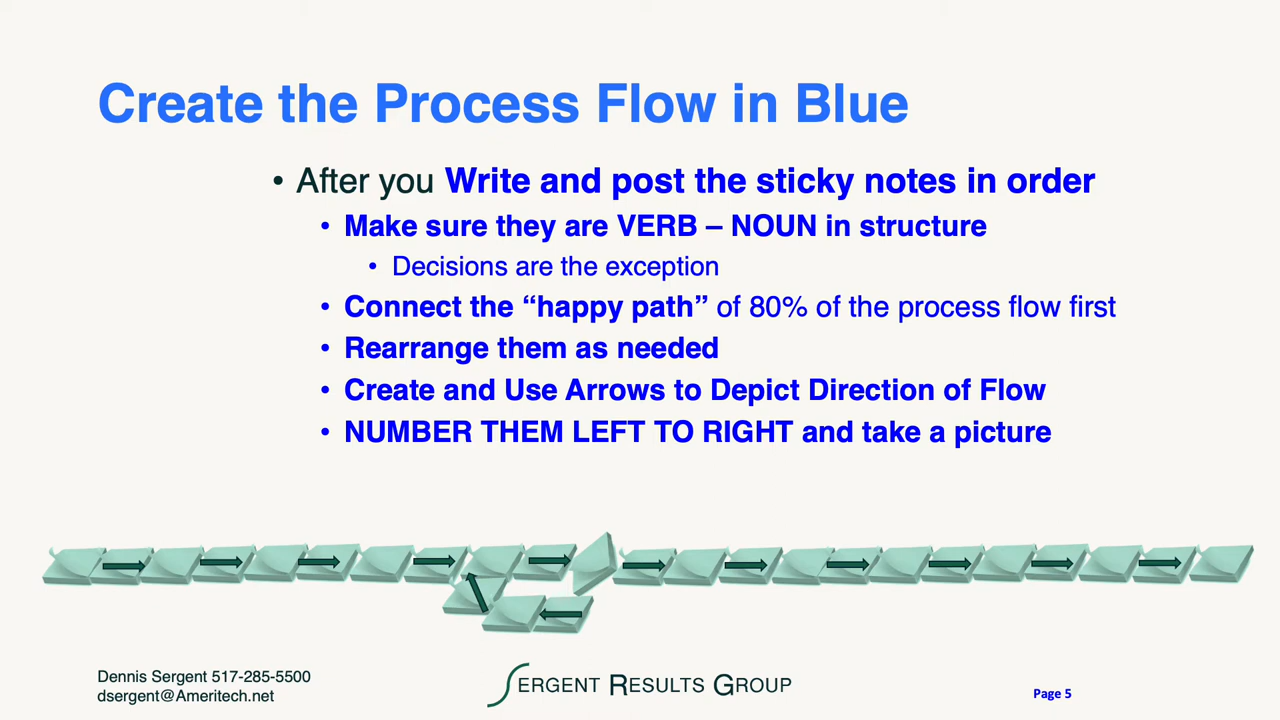 Create the Process Flow in Blue
• After you Write and post the sticky notes in order
• Make sure they are VERB – NOUN in structure
• Decisions are the exception
• Connect the “happy path” of 80% of the process flow first
• Rearrange them as needed
• Create and Use Arrows to Depict Direction of Flow
• NUMBER THEM LEFT TO RIGHT and take a picture
Dennis Sergent 517-285-5500
dsergent@Ameritech.net
SERGENT RESULTS GROUP
Page 5